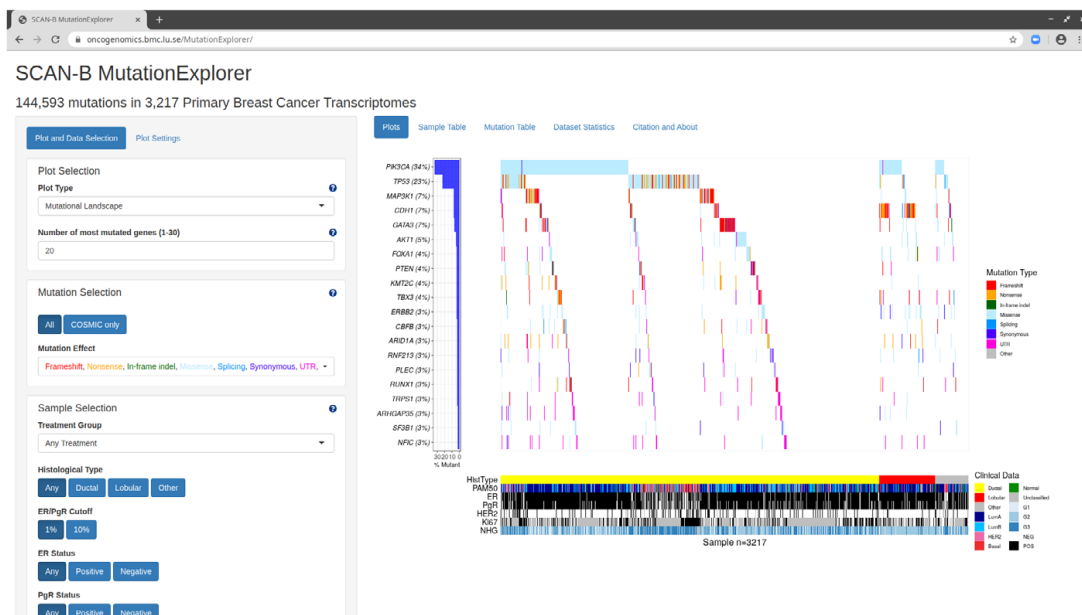 SCAN-B MutationExplorer
oncogenomics.bmc.lu.se/MutationExplorer/
SCAN-B MutationExplorer
144,593 mutations in 3,217 Primary Breast Cancer Transcriptomes
Plot and Data Selection Plot Settings
Plot Selection
Plot Type
Mutational Landscape
Number of most mutated genes (1-30)
20
Mutation Selection
All COSMIC only
Mutation Effect
Frameshift, Nonsense, In-frame indel, Missense, Splicing, Synonymous, UTR,
Sample Selection
Treatment Group
Any Treatment
Histological Type
Any Ductal Lobular Other
ER/PgR Cutoff
1% 10%
ER Status
Any Positive Negative
PgR Status
Any Positive Negative
Plots Sample Table Mutation Table Dataset Statistics Citation and About
PIK3CA (34%)
TP53 (23%)
MAP3K1 (7%)
CDH1 (7%)
GATA3 (7%)
AKT1 (5%)
FOXA1 (4%)
PTEN (4%)
KMT2C (4%)
TBX3 (4%)
ERBB2 (3%)
CBFB (3%)
ARID1A (3%)
RNF213 (3%)
PLEC (3%)
RUNX1 (3%)
TRPS1 (3%)
ARHGAP35 (3%)
SF3B1 (3%)
NFIC (3%)
302010 0
% Mutant
Mutation Type
Frameshift
Nonsense
In-frame indel
Missense
Splicing
Synonymous
UTR
Other
HistType
PAM50
ER
PgR
HER2
Ki67
NHG
Sample n=3217
Clinical Data
Ductal Normal
Lobular Unclassified
Other G1
LumA G2
LumB G3
HER2 NEG
Basal POS